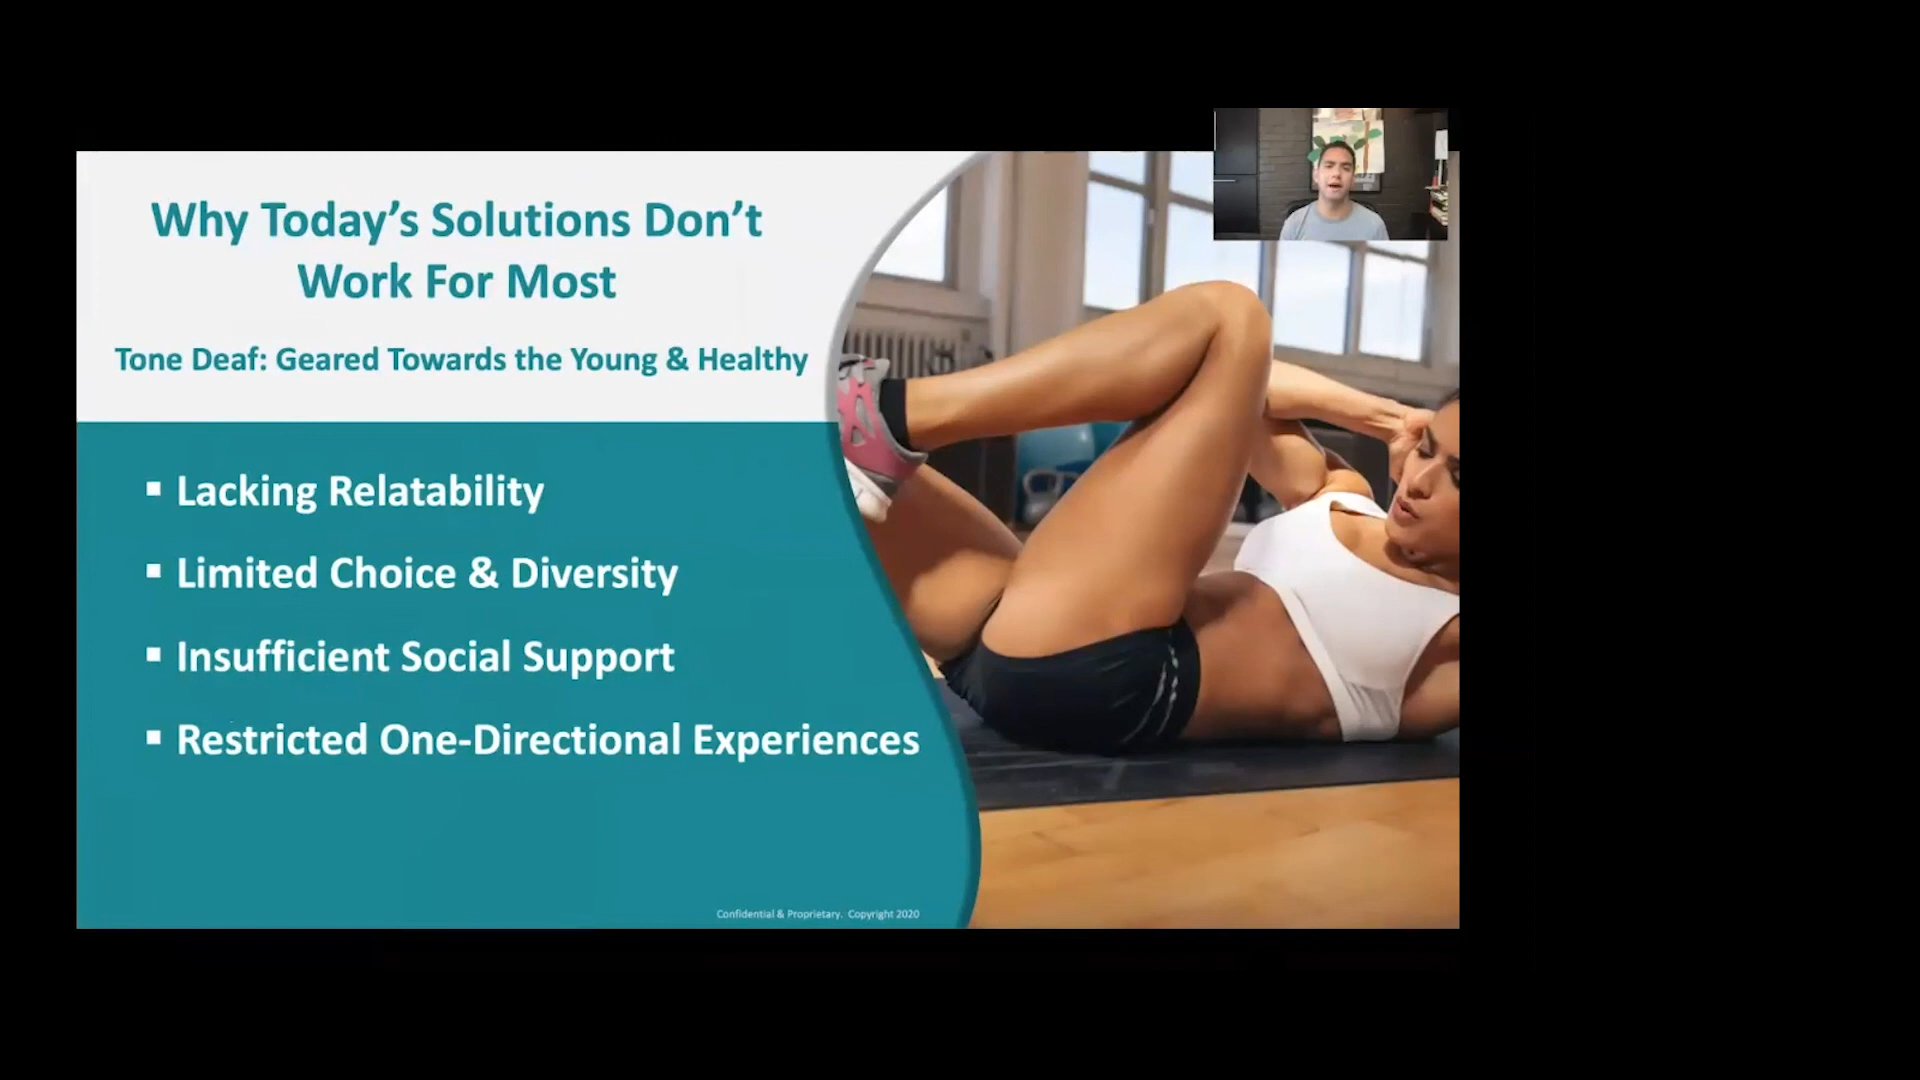 Why Today’s Solutions Don’t
Work For Most
Tone Deaf: Geared Towards the Young & Healthy
▪ Lacking Relatability
▪ Limited Choice & Diversity
▪ Insufficient Social Support
▪ Restricted One-Directional Experiences
Confidential & Proprietary. Copyright 2020